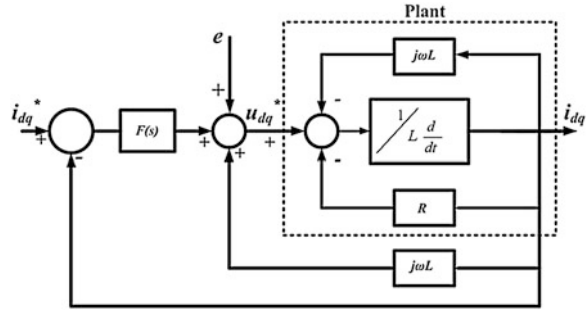 Plant
e
jωL
+
-
i_dq*
u_dq*
i_dq
+
F(s)
+
+
+
1/L d/dt
-
-
R
jωL